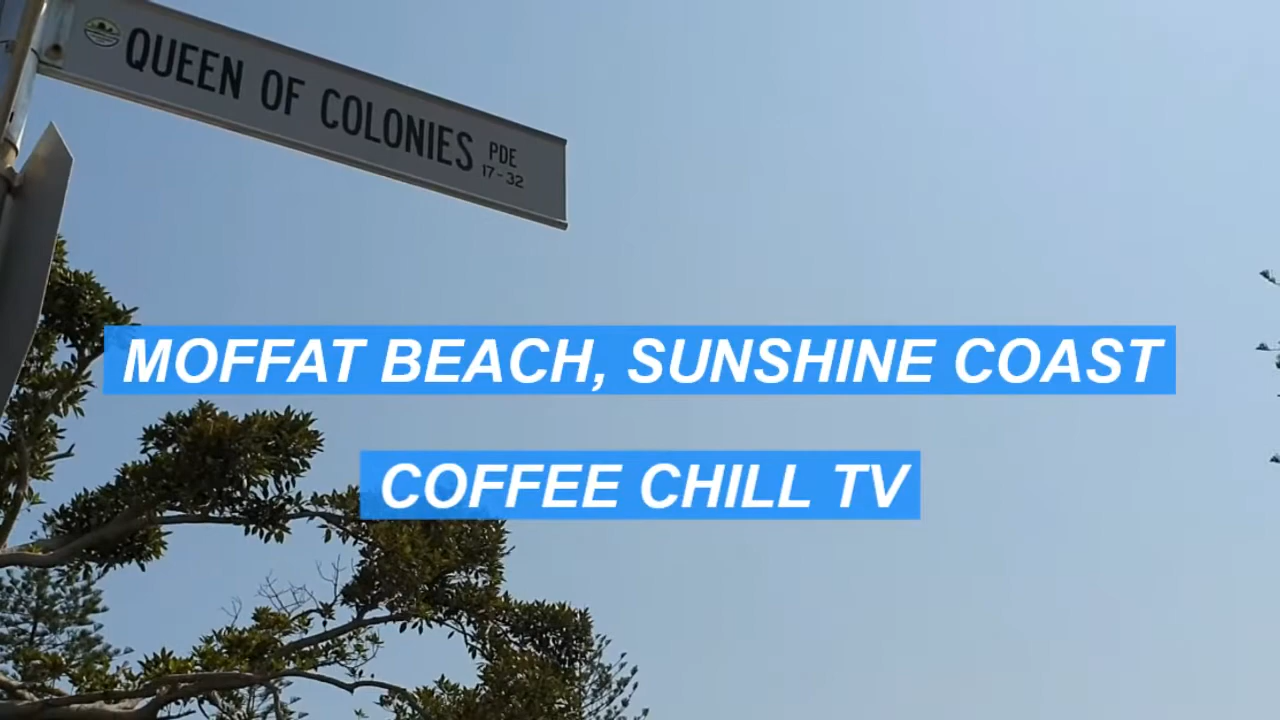 QUEEN OF COLONIES PDE
17-32
MOFFAT BEACH, SUNSHINE COAST
COFFEE CHILL TV